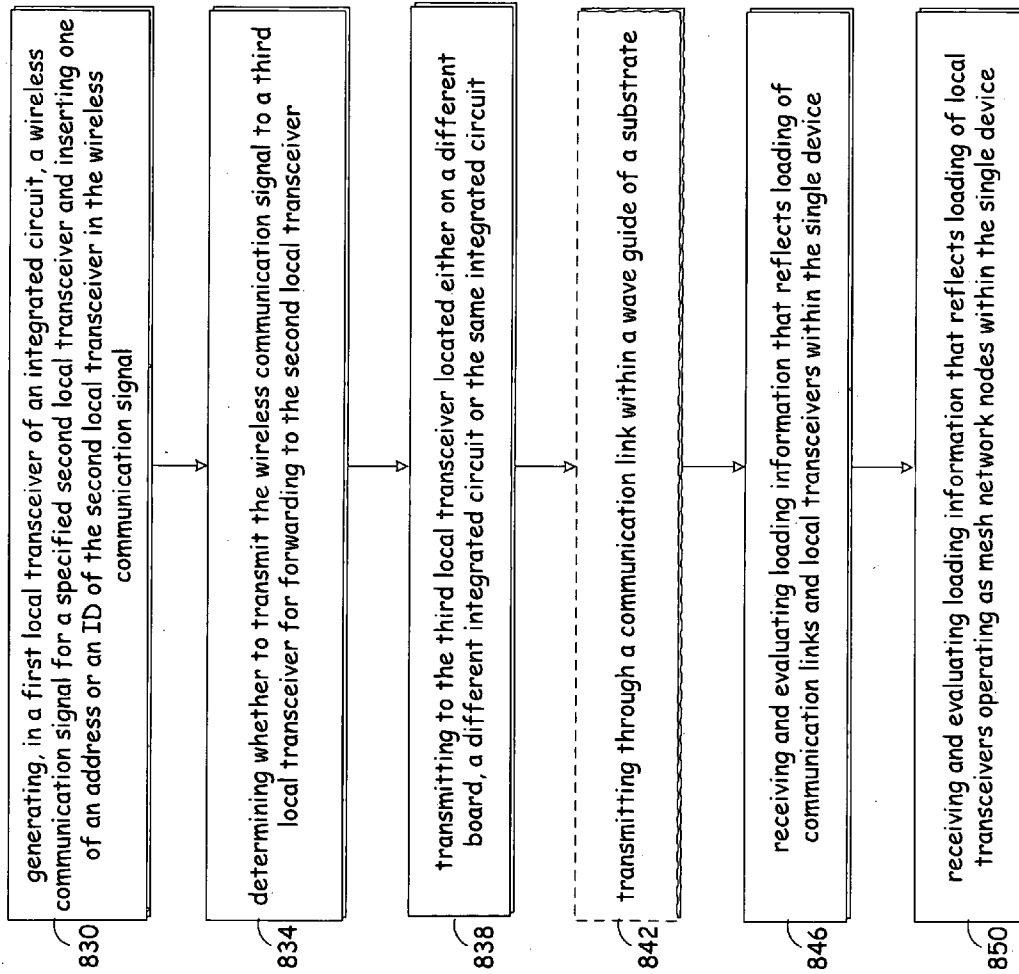 generating, in a first local transceiver of an integrated circuit, a wireless
communication signal for a specified second local transceiver and inserting one
of an address or an ID of the second local transceiver in the wireless
communication signal
830
determining whether to transmit the wireless communication signal to a third
local transceiver for forwarding to the second local transceiver
834
transmitting to the third local transceiver located either on a different
board, a different integrated circuit or the same integrated circuit
838
transmitting through a communication link within a wave guide of a substrate
842
receiving and evaluating loading information that reflects loading of
communication links and local transceivers within the single device
846
receiving and evaluating loading information that reflects loading of local
transceivers operating as mesh network nodes within the single device
850